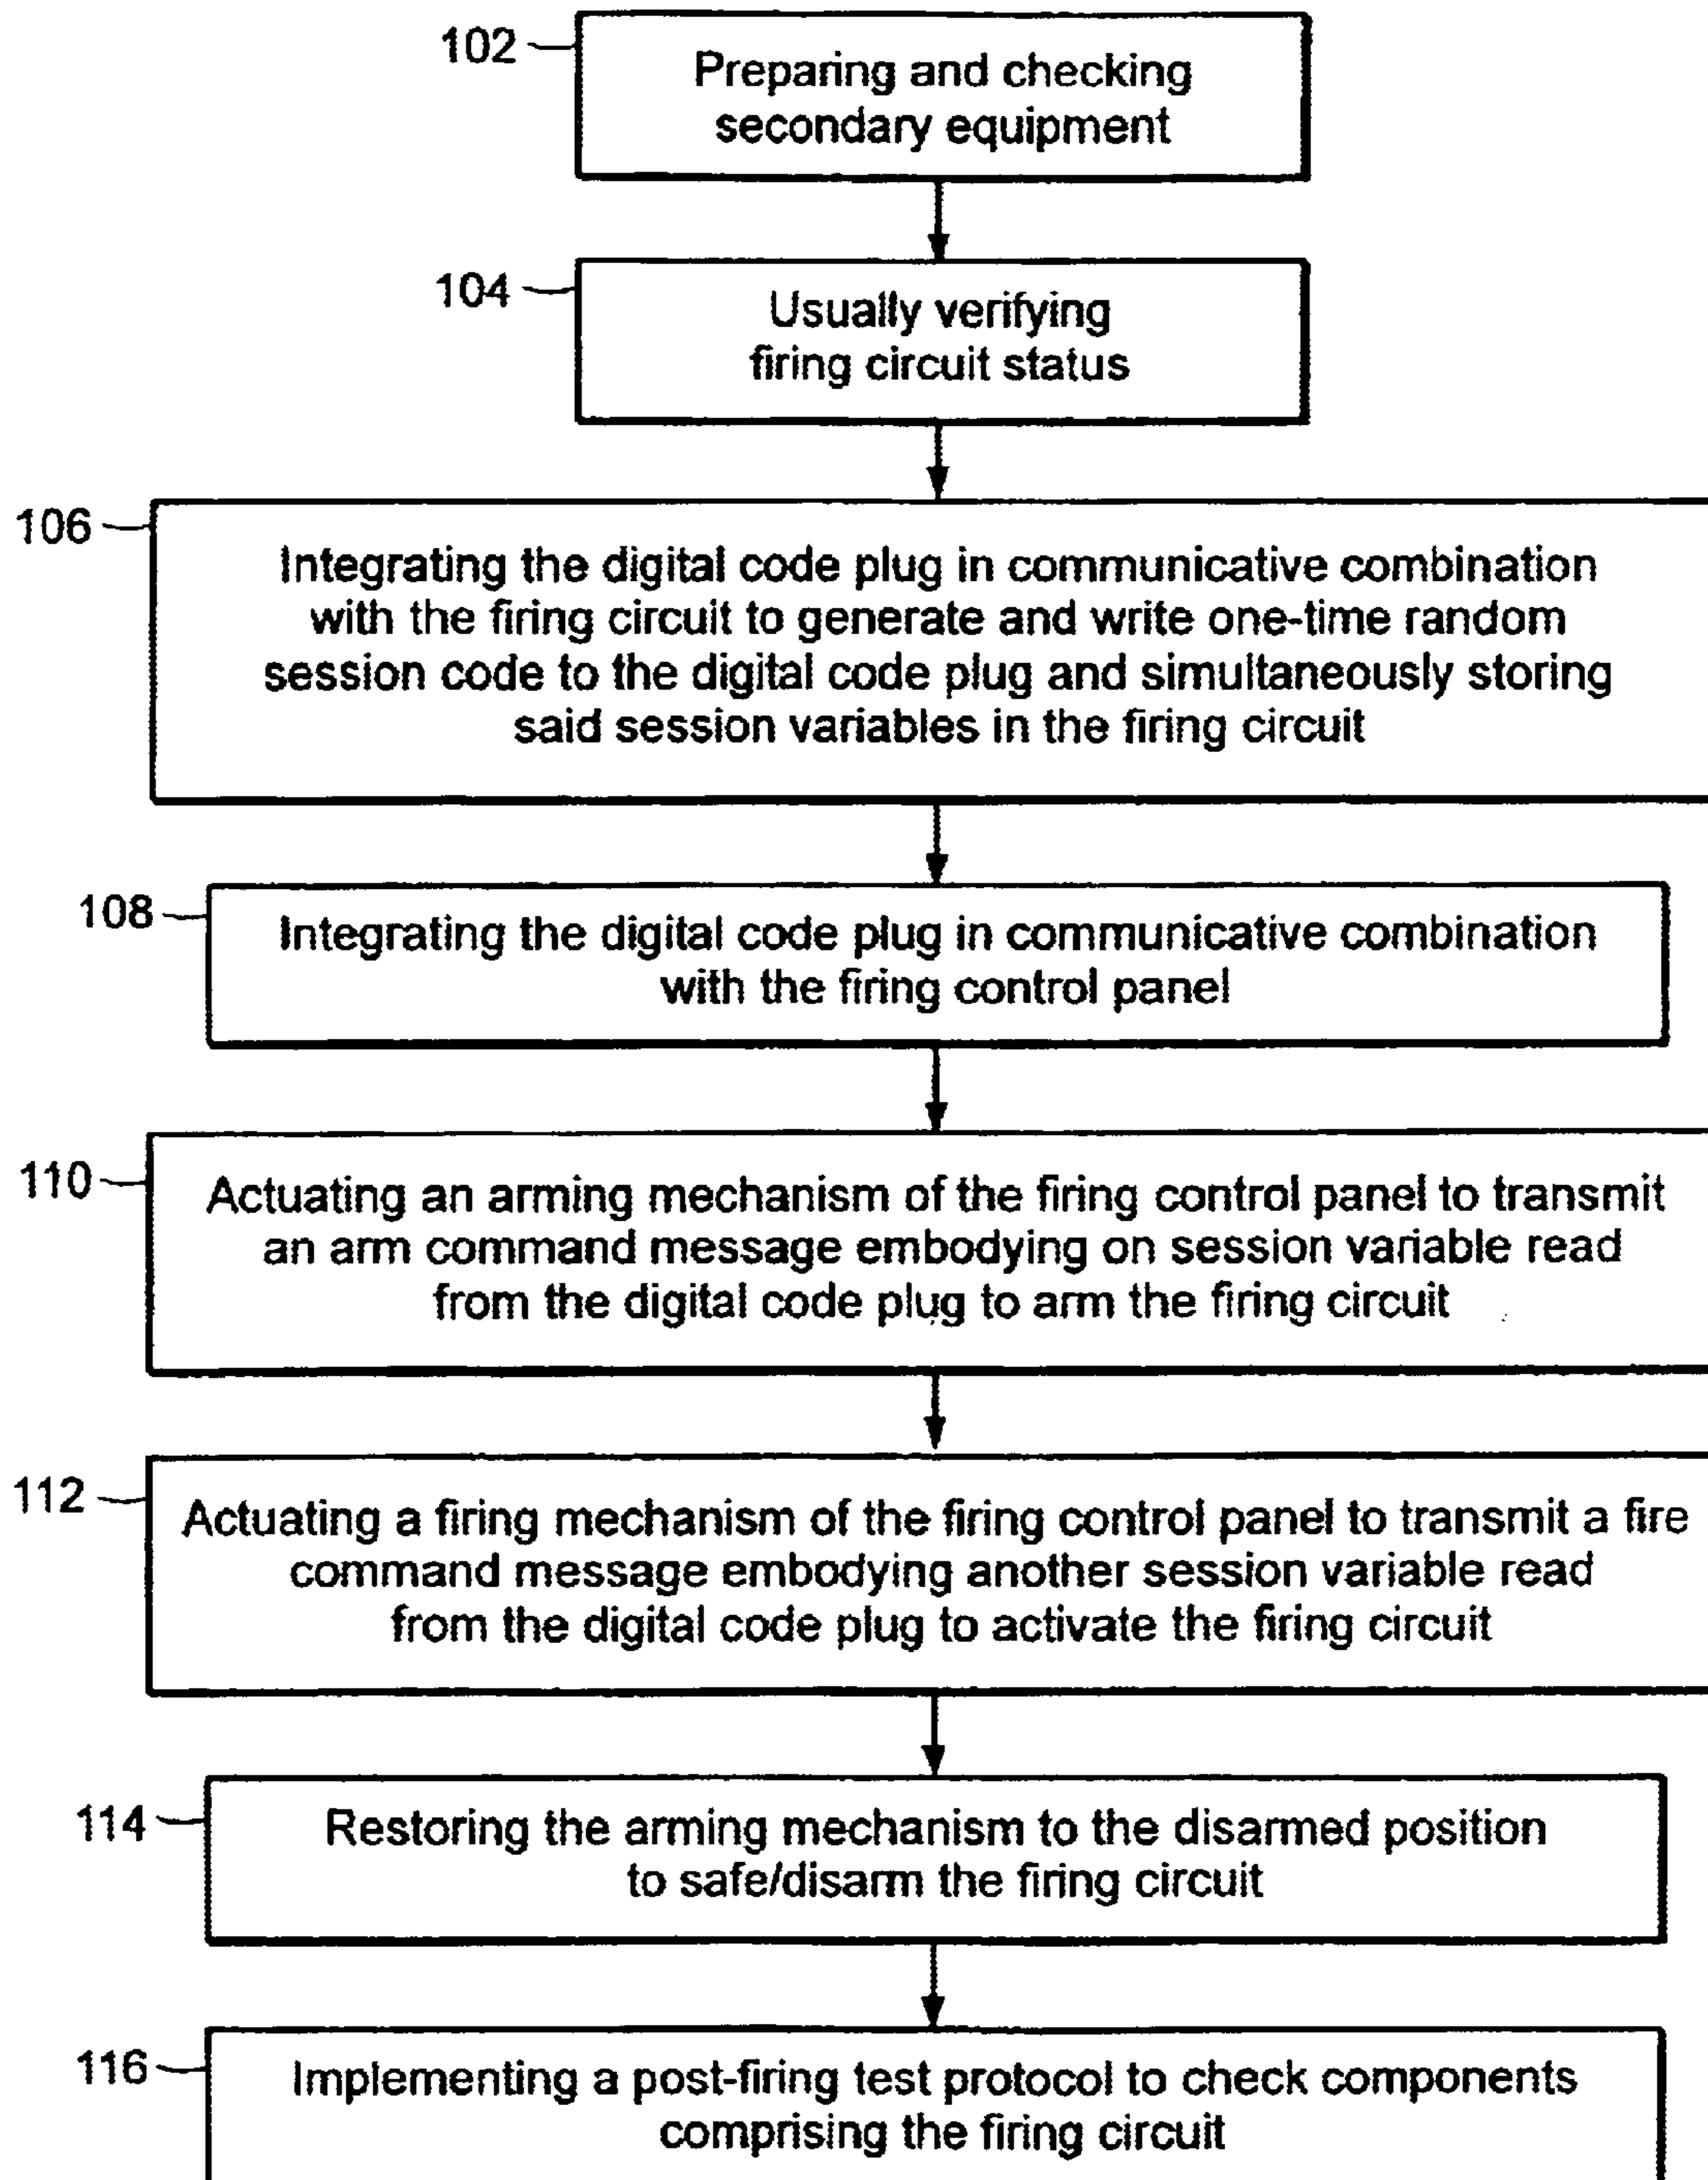 102
Preparing and checking
secondary equipment
104
Usually verifying
firing circuit status
106
Integrating the digital code plug in communicative combination
with the firing circuit to generate and write one-time random
session code to the digital code plug and simultaneously storing
said session variables in the firing circuit
108
Integrating the digital code plug in communicative combination
with the firing control panel
110
Actuating an arming mechanism of the firing control panel to transmit
an arm command message embodying on session variable read
from the digital code plug to arm the firing circuit
112
Actuating a firing mechanism of the firing control panel to transmit a fire
command message embodying another session variable read
from the digital code plug to activate the firing circuit
114
Restoring the arming mechanism to the disarmed position
to safe/disarm the firing circuit
116
Implementing a post-firing test protocol to check components
comprising the firing circuit